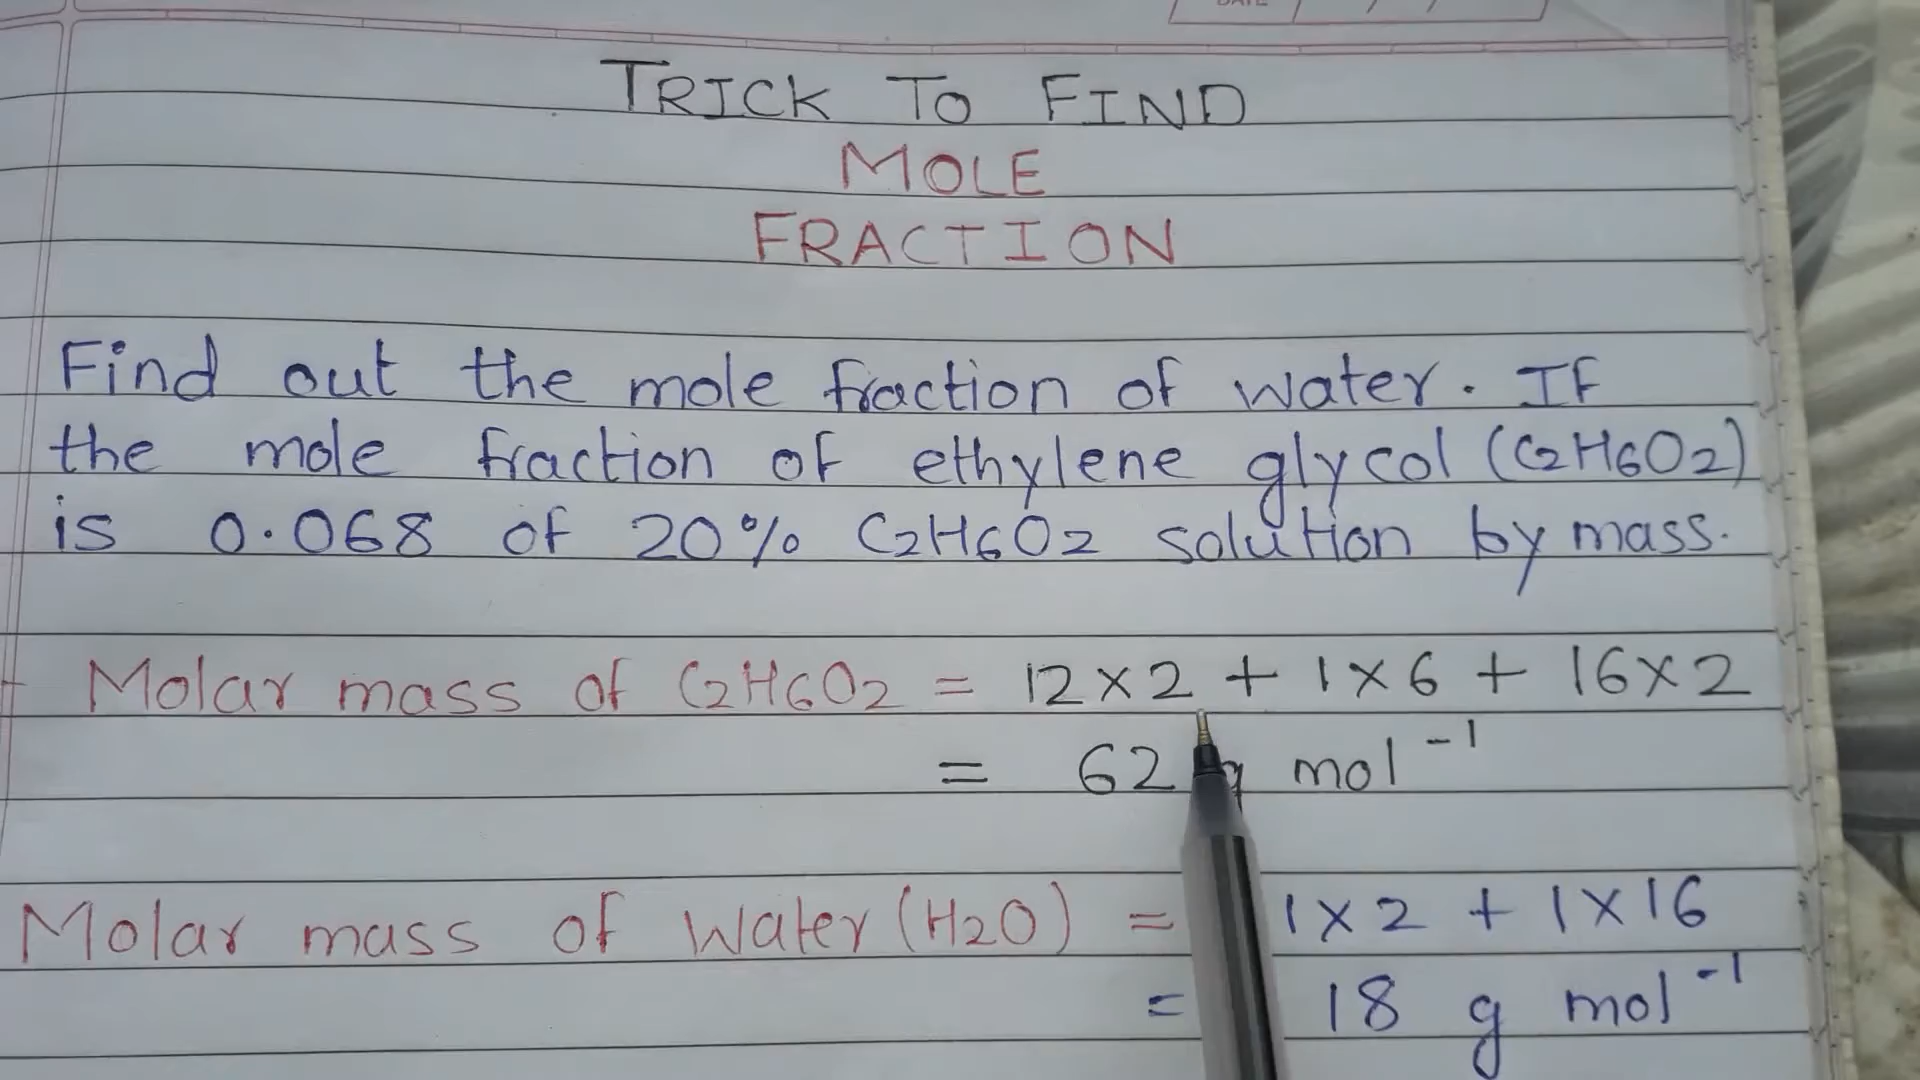 TRICK TO FIND
MOLE
FRACTION
Find out the mole fraction of water. If
the mole fraction of ethylene glycol (C2H6O2)
is 0.068 of 20% C2H6O2 solution by mass.
Molar mass of C2H6O2 = 12 × 2 + 1 × 6 + 16 × 2
= 62 g mol⁻¹
Molar mass of water (H2O) = 1 × 2 + 1 × 16
= 18 g mol⁻¹